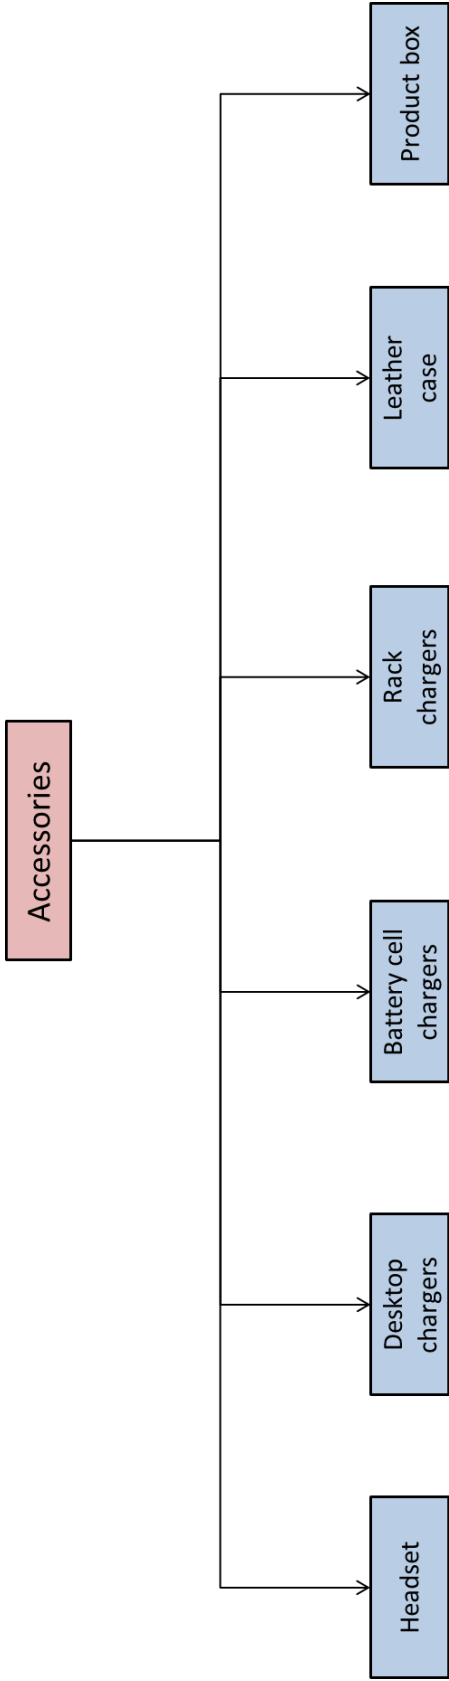 Accessories
Headset
Desktop
chargers
Battery cell
chargers
Rack
chargers
Leather
case
Product box